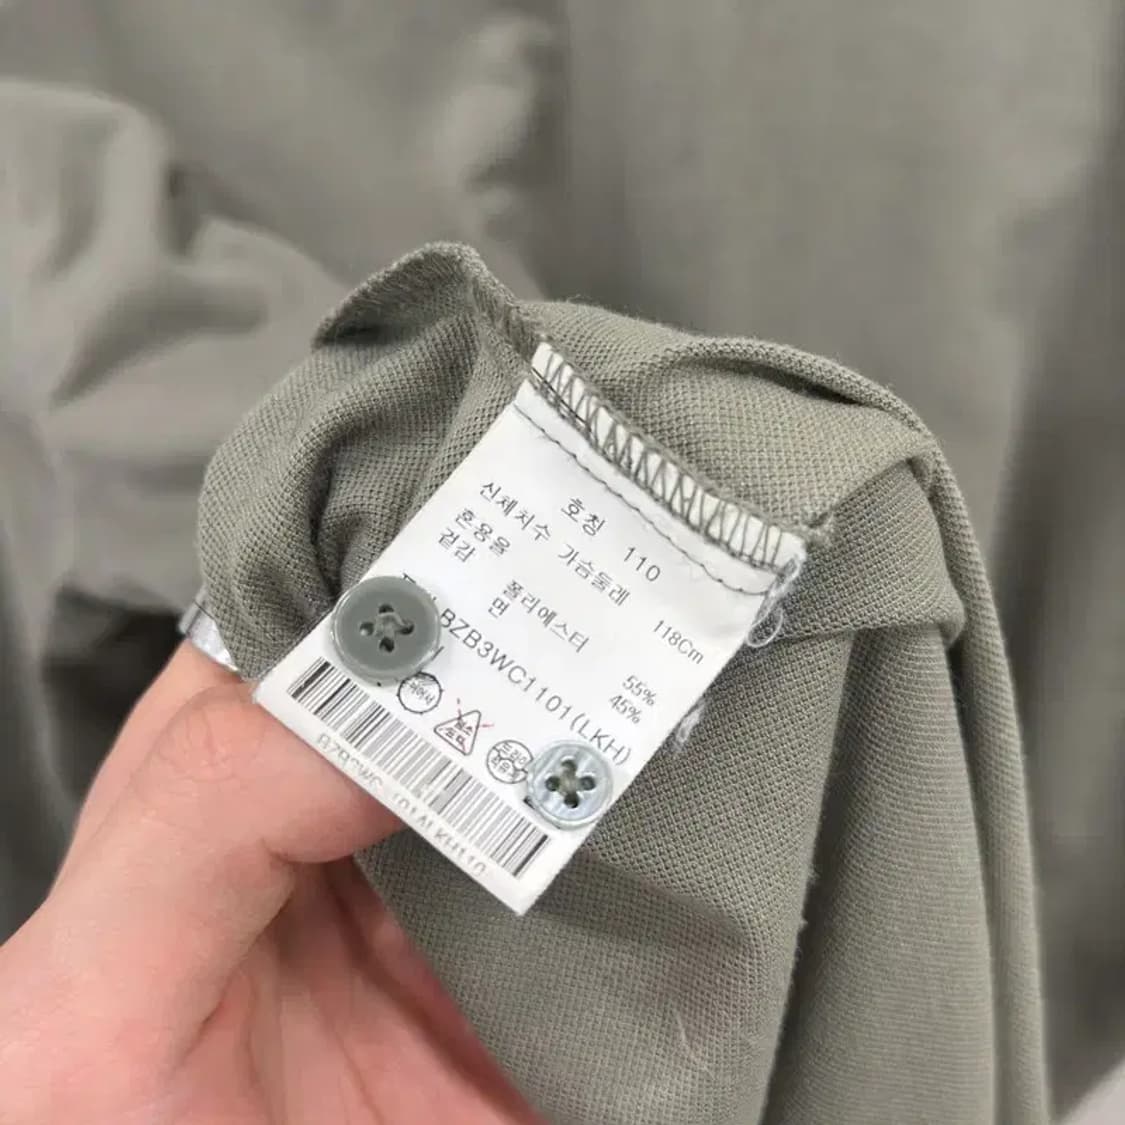 호칭 110
신체치수 가슴둘레 118Cm
혼용율
겉감 폴리에스터 55%
면 45%
BZB3WC1101(LKH)